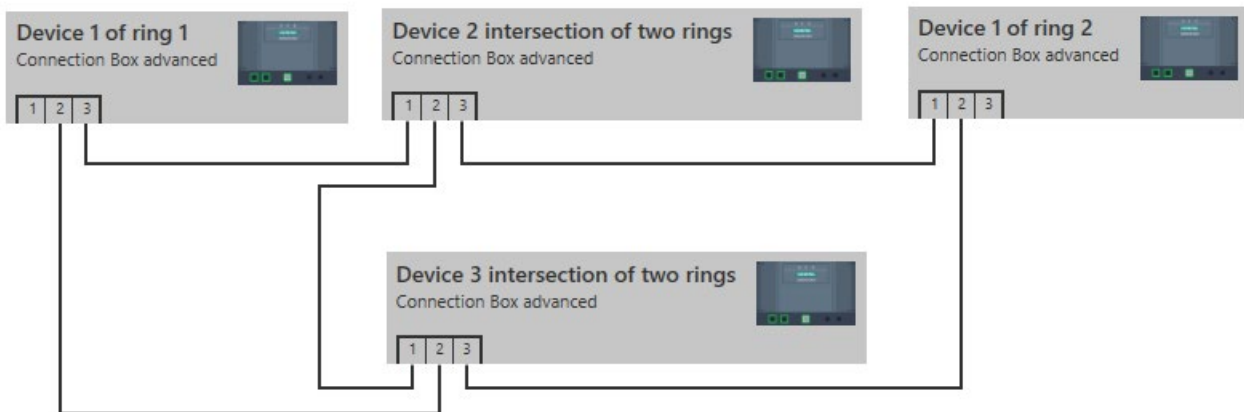 Device 1 of ring 1
Connection Box advanced
1 2 3
Device 2 intersection of two rings
Connection Box advanced
1 2 3
Device 1 of ring 2
Connection Box advanced
1 2 3
Device 3 intersection of two rings
Connection Box advanced
1 2 3